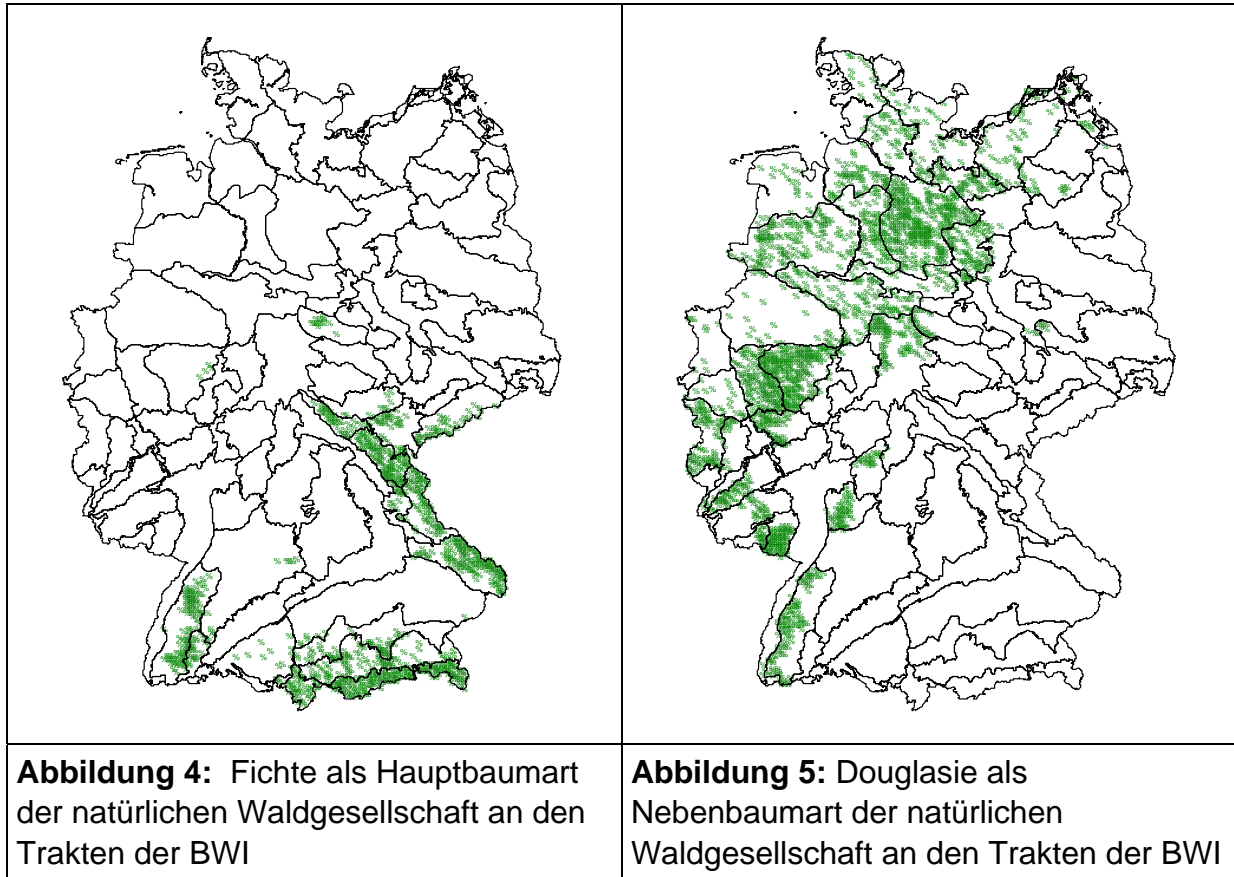 Abbildung 4: Fichte als Hauptbaumart
der natürlichen Waldgesellschaft an den
Trakten der BWI
Abbildung 5: Douglasie als
Nebenbaumart der natürlichen
Waldgesellschaft an den Trakten der BWI